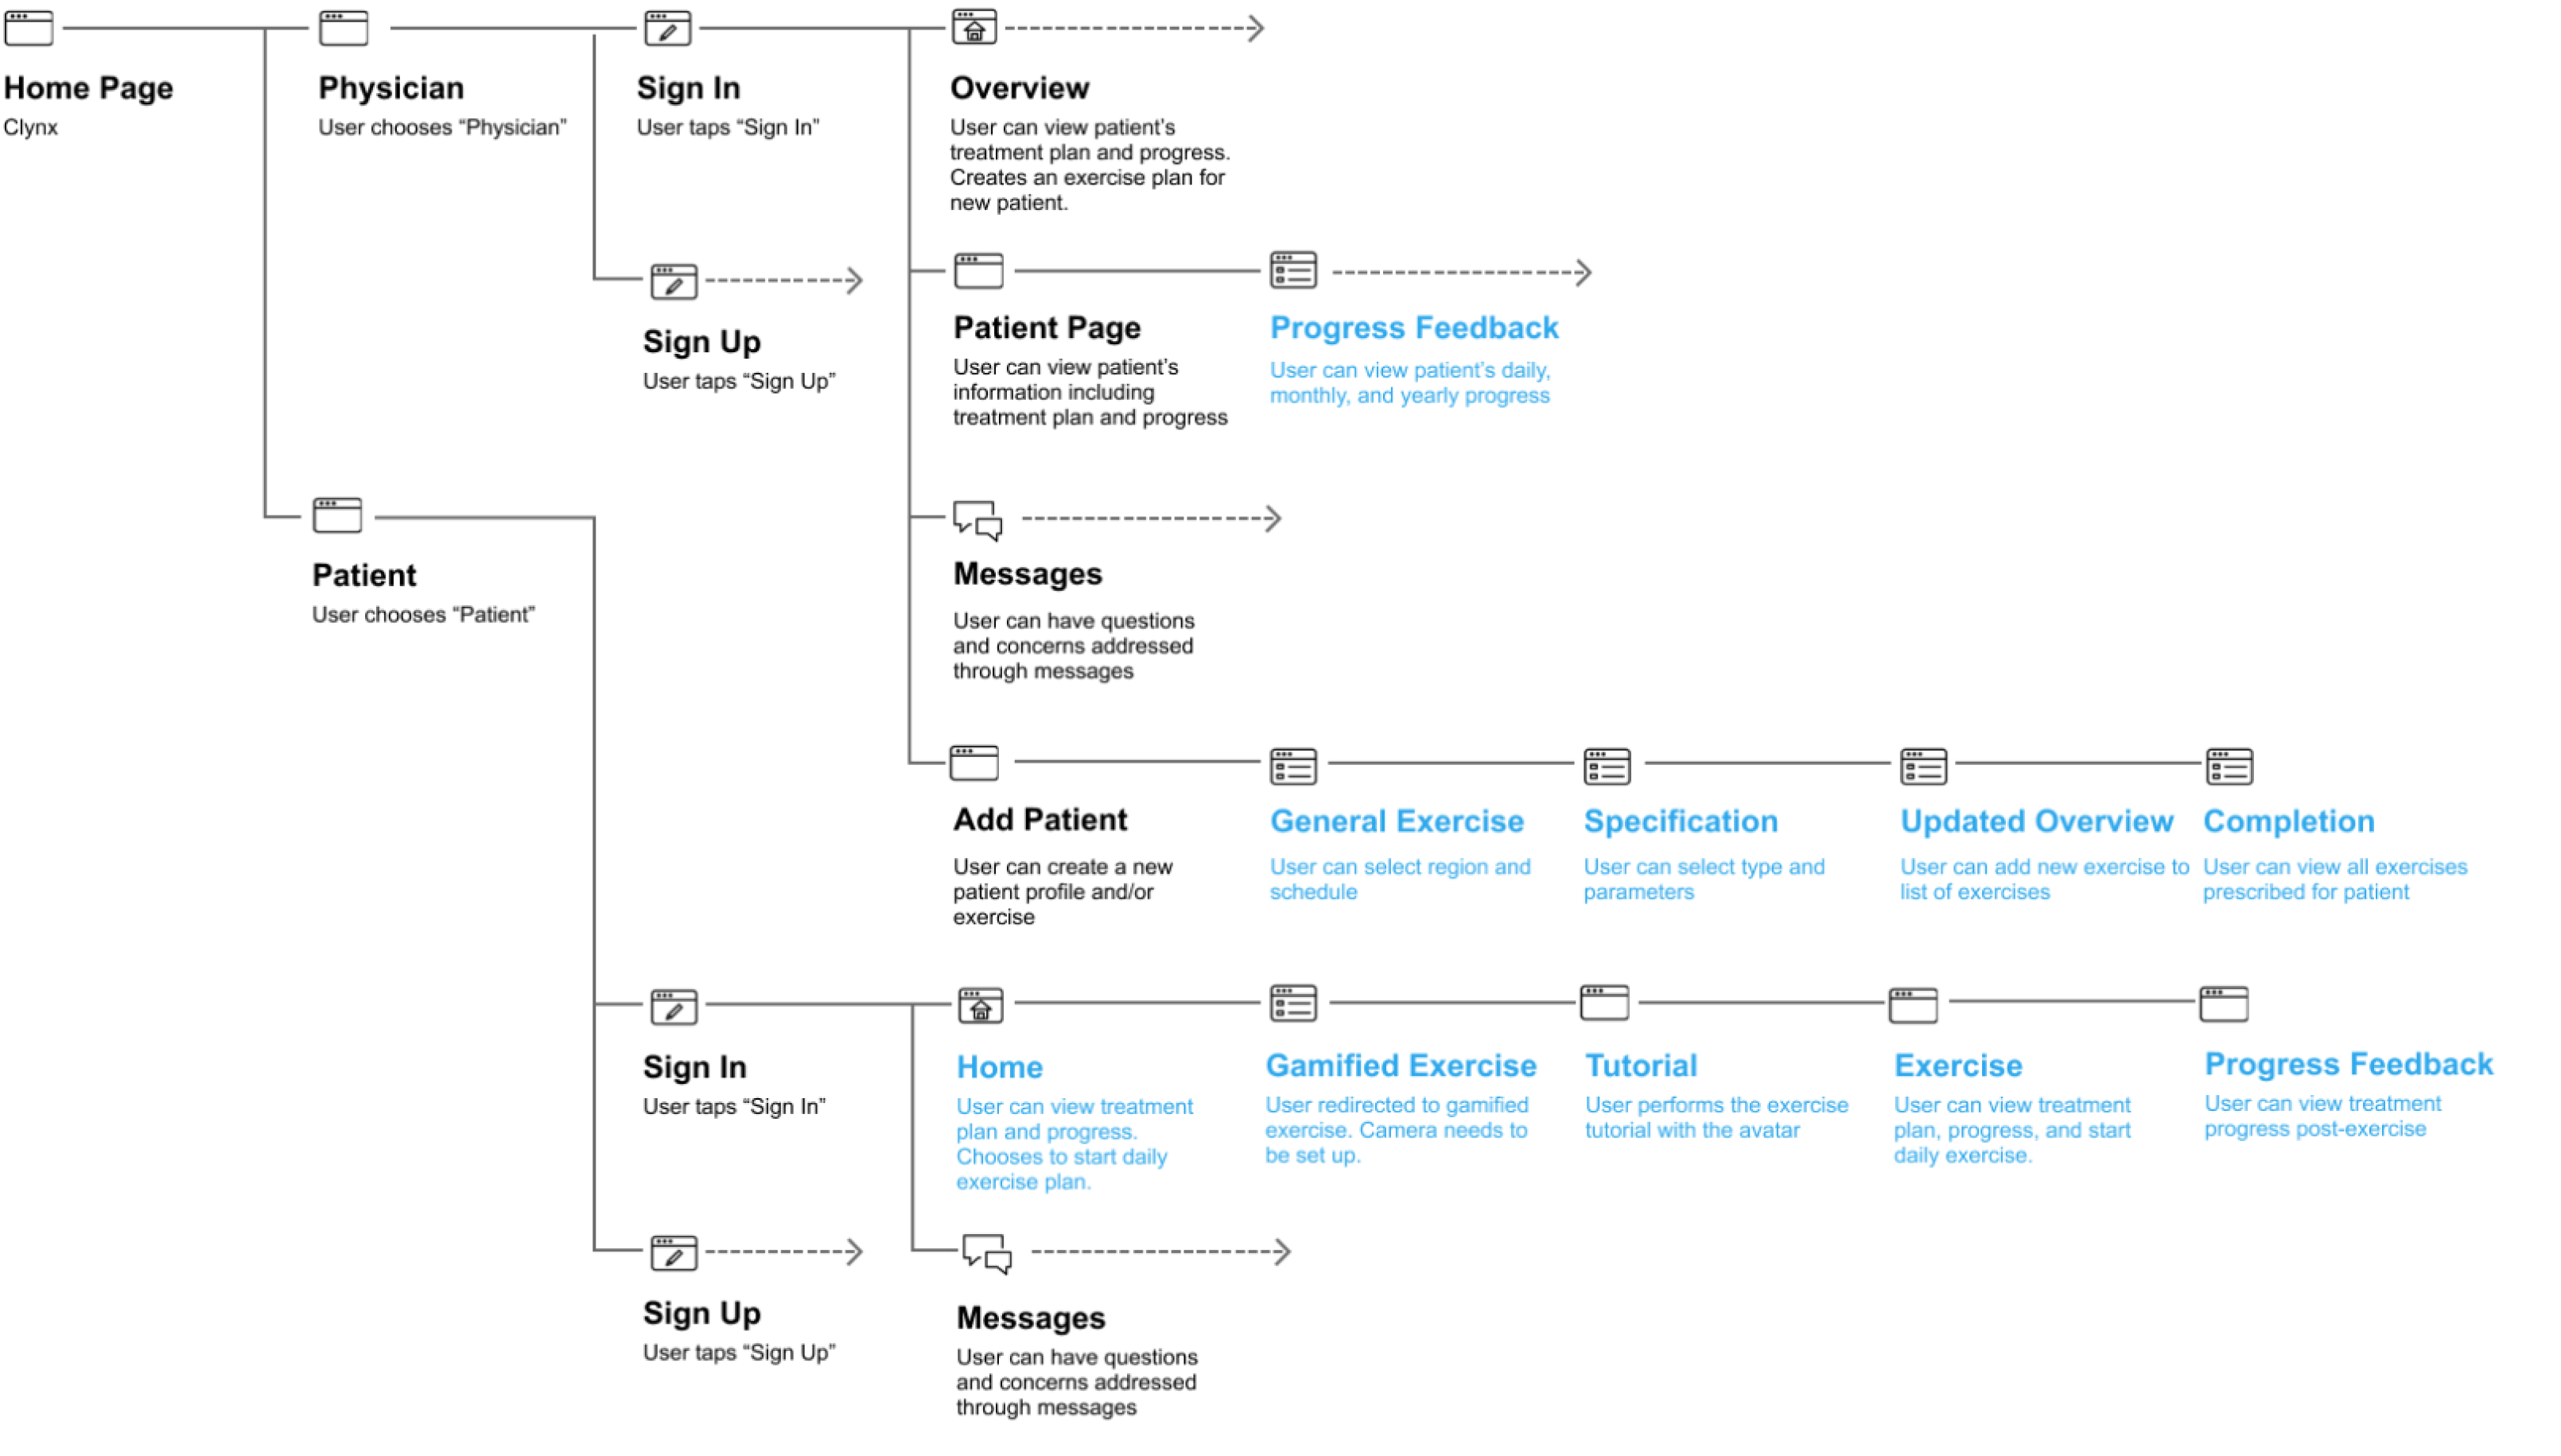 Home Page
Clynx
Physician
User chooses “Physician”
Sign In
User taps “Sign In”
Overview
User can view patient’s
treatment plan and progress.
Creates an exercise plan for
new patient.
Sign Up
User taps “Sign Up”
Patient Page
User can view patient’s
information including
treatment plan and progress
Progress Feedback
User can view patient’s daily,
monthly, and yearly progress
Patient
User chooses “Patient”
Messages
User can have questions
and concerns addressed
through messages
Add Patient
User can create a new
patient profile and/or
exercise
General Exercise
User can select region and
schedule
Specification
User can select type and
parameters
Updated Overview
User can add new exercise to
list of exercises
Completion
User can view all exercises
prescribed for patient
Sign In
User taps “Sign In”
Home
User can view treatment
plan and progress.
Chooses to start daily
exercise plan.
Gamified Exercise
User redirected to gamified
exercise. Camera needs to
be set up.
Tutorial
User performs the exercise
tutorial with the avatar
Exercise
User can view treatment
plan, progress, and start
daily exercise.
Progress Feedback
User can view treatment
progress post-exercise
Sign Up
User taps “Sign Up”
Messages
User can have questions
and concerns addressed
through messages